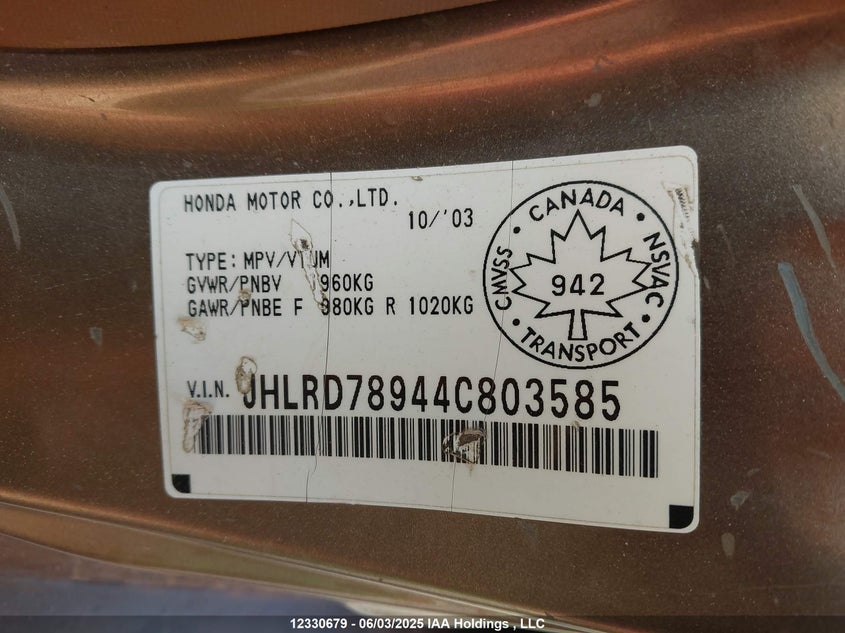 HONDA MOTOR CO.,LTD.
10/'03
TYPE: MPV/
GVWR/PNBV 960KG
GAWR/PNBE F 980KG R 1020KG
CANADA
CMVSS
NSVAC
942
TRANSPORT
V.I.N. JHLRD78944C803585
12330679 - 06/03/2025 IAA Holdings , LLC